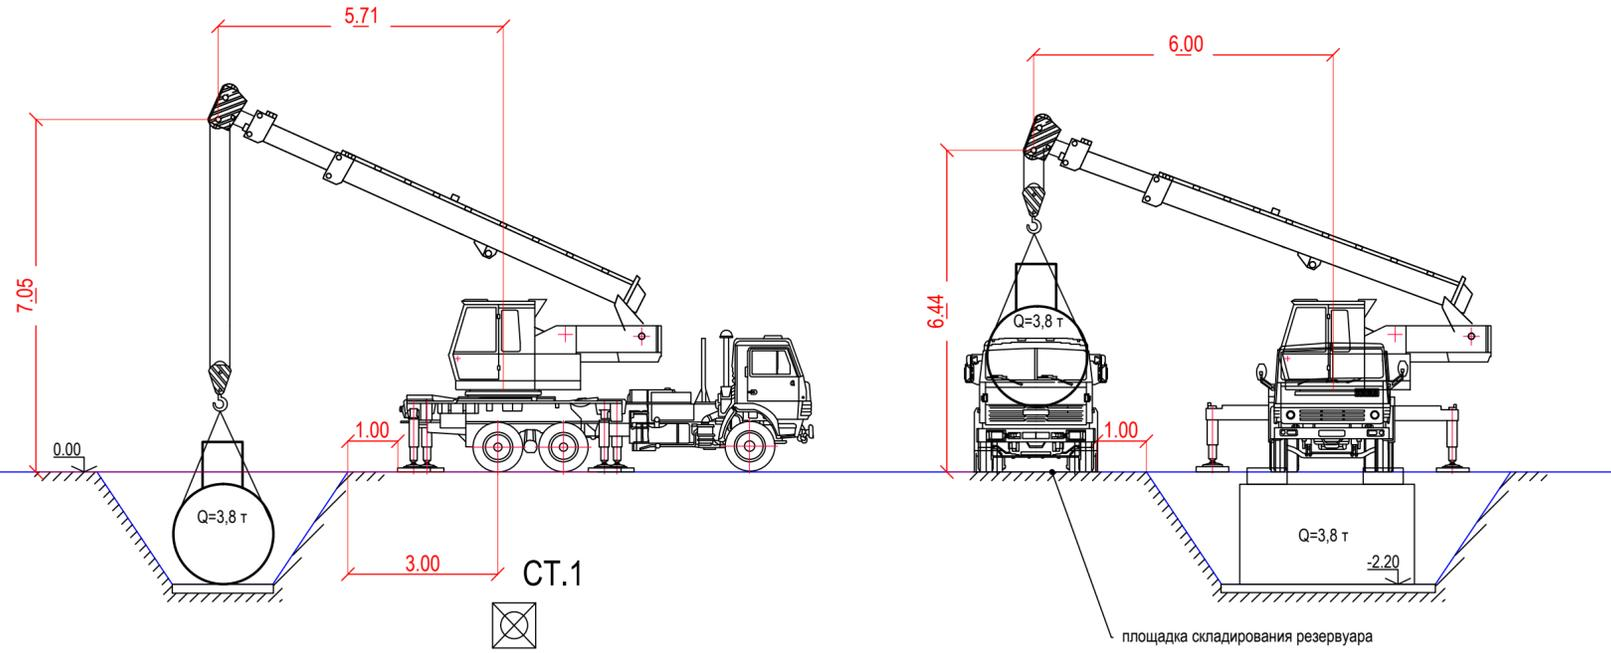 5.71
6.00
7.05
6.44
Q=3,8 т
0.00
1.00
1.00
Q=3,8 т
Q=3,8 т
-2.20
3.00
СТ.1
площадка складирования резервуара